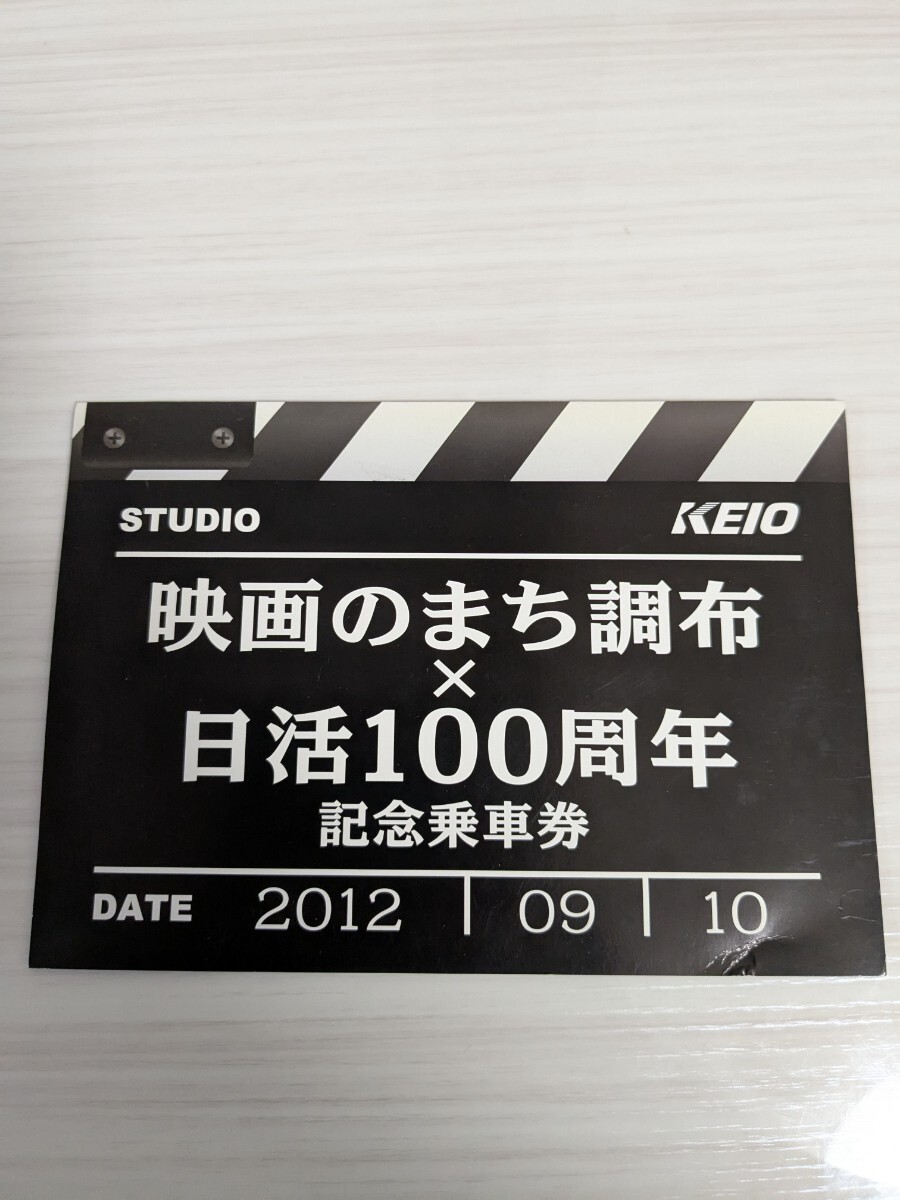 STUDIO KEIO
映画のまち調布
×
日活100周年
記念乗車券
DATE 2012 09 10